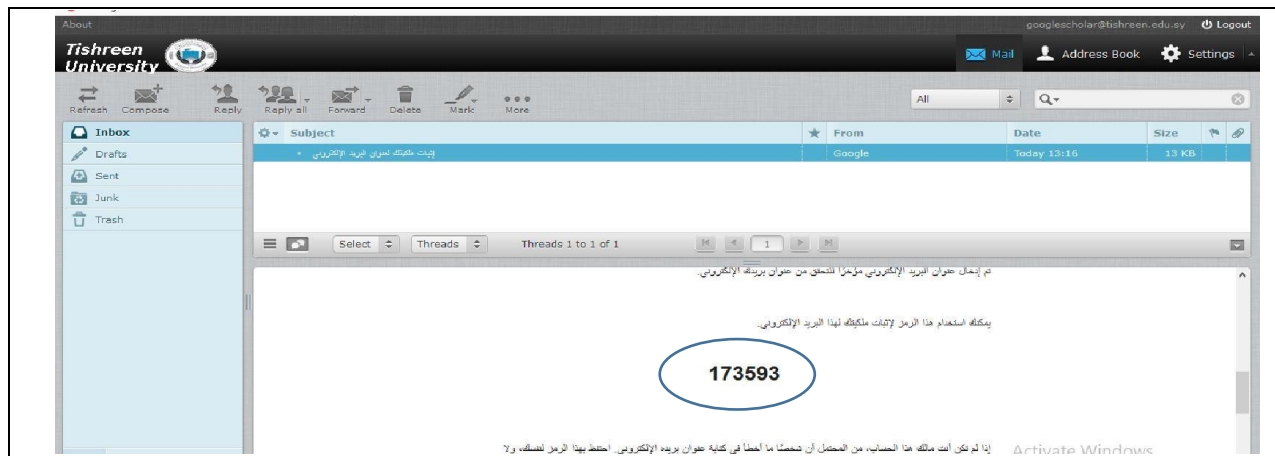 About googlescholar@tishreen.edu.sy Logout
Tishreen
University
Mail Address Book Settings
Refresh Compose Reply Reply all Forward Delete Mark More
All
Inbox
Drafts
Sent
Junk
Trash
Subject From Date Size
إثبات ملكيتك لعنوان البريد الإلكتروني Google Today 13:16 13 KB
Select Threads Threads 1 to 1 of 1 1
تم إدخال عنوان البريد الإلكتروني مؤخرًا للتحقق من عنوان بريدك الإلكتروني.
يمكنك استخدام هذا الرمز لإثبات ملكيتك لهذا البريد الإلكتروني.
173593
إذا لم تكن أنت مالك هذا الحساب، من المحتمل أن شخصًا ما أخطأ في كتابة عنوان بريده الإلكتروني. احتفظ بهذا الرمز لنفسك، ولا
Activate Windows